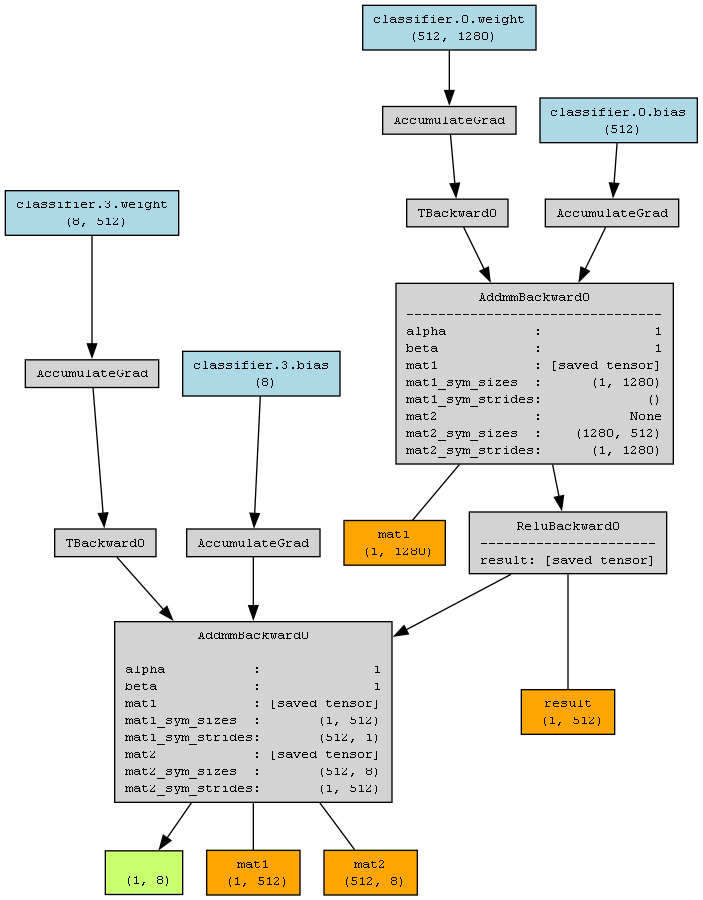 classifier.0.weight
(512, 1280)
AccumulateGrad
classifier.0.bias
(512)
TBackward0
AccumulateGrad
classifier.3.weight
(8, 512)
AddmmBackward0
--------------------------------------
alpha : 1
beta : 1
mat1 : [saved tensor]
mat1_sym_sizes : (1, 1280)
mat1_sym_strides: ()
mat2 : None
mat2_sym_sizes : (1280, 512)
mat2_sym_strides: (1, 1280)
AccumulateGrad
classifier.3.bias
(8)
mat1
(1, 1280)
ReluBackward0
-----------------------
result: [saved tensor]
TBackward0
AccumulateGrad
AddmmBackward0
alpha : 1
beta : 1
mat1 : [saved tensor]
mat1_sym_sizes : (1, 512)
mat1_sym_strides: (512, 1)
mat2 : [saved tensor]
mat2_sym_sizes : (512, 8)
mat2_sym_strides: (1, 512)
result
(1, 512)
(1, 8)
mat1
(1, 512)
mat2
(512, 8)